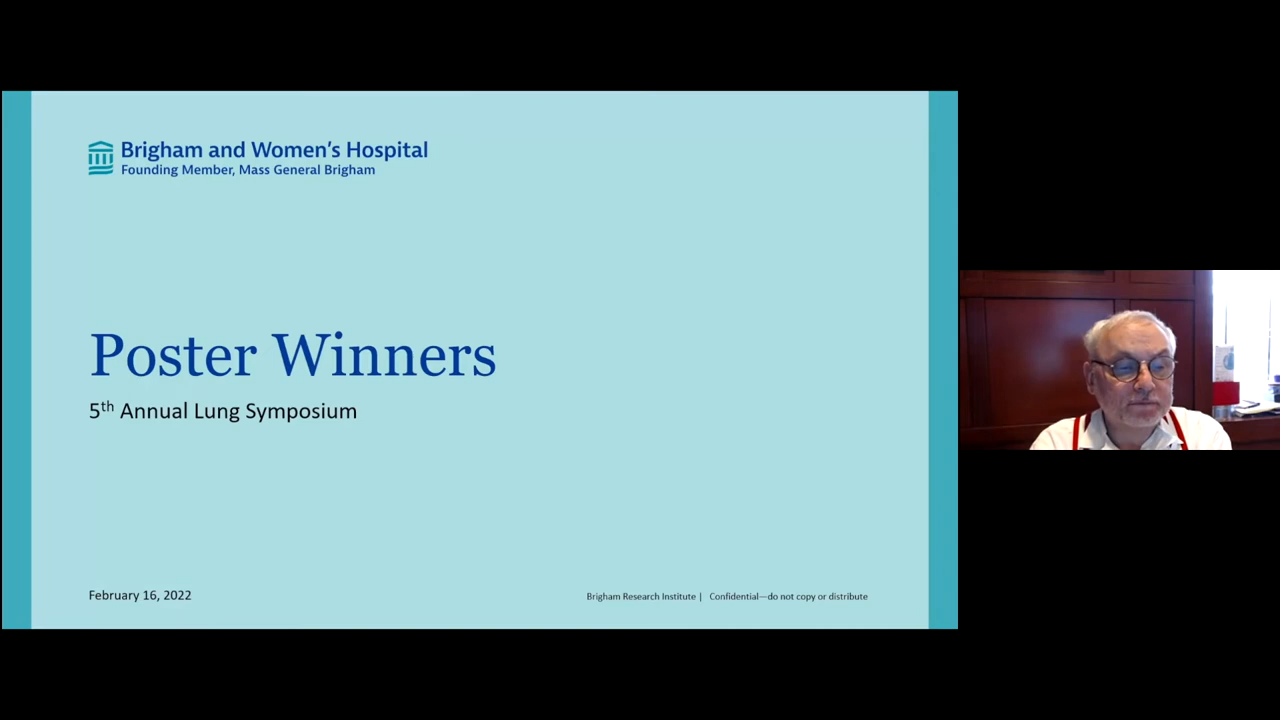 Brigham and Women's Hospital
Founding Member, Mass General Brigham
Poster Winners
5th Annual Lung Symposium
February 16, 2022
Brigham Research Institute | Confidential—do not copy or distribute